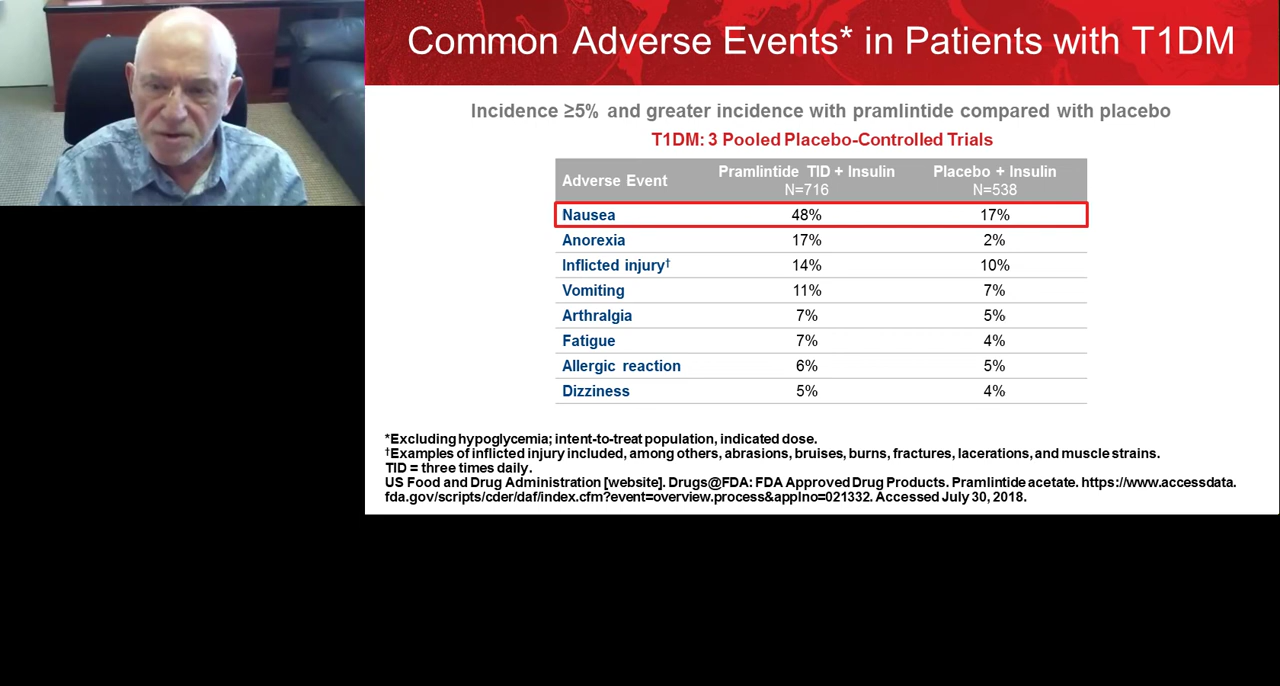 Common Adverse Events* in Patients with T1DM
Incidence ≥5% and greater incidence with pramlintide compared with placebo
T1DM: 3 Pooled Placebo-Controlled Trials
Adverse Event Pramlintide TID + Insulin N=716 Placebo + Insulin N=538
Nausea 48% 17%
Anorexia 17% 2%
Inflicted injury† 14% 10%
Vomiting 11% 7%
Arthralgia 7% 5%
Fatigue 7% 4%
Allergic reaction 6% 5%
Dizziness 5% 4%
*Excluding hypoglycemia; intent-to-treat population, indicated dose.
†Examples of inflicted injury included, among others, abrasions, bruises, burns, fractures, lacerations, and muscle strains.
TID = three times daily.
US Food and Drug Administration [website]. Drugs@FDA: FDA Approved Drug Products. Pramlintide acetate. https://www.accessdata.
fda.gov/scripts/cder/daf/index.cfm?event=overview.process&applno=021332. Accessed July 30, 2018.